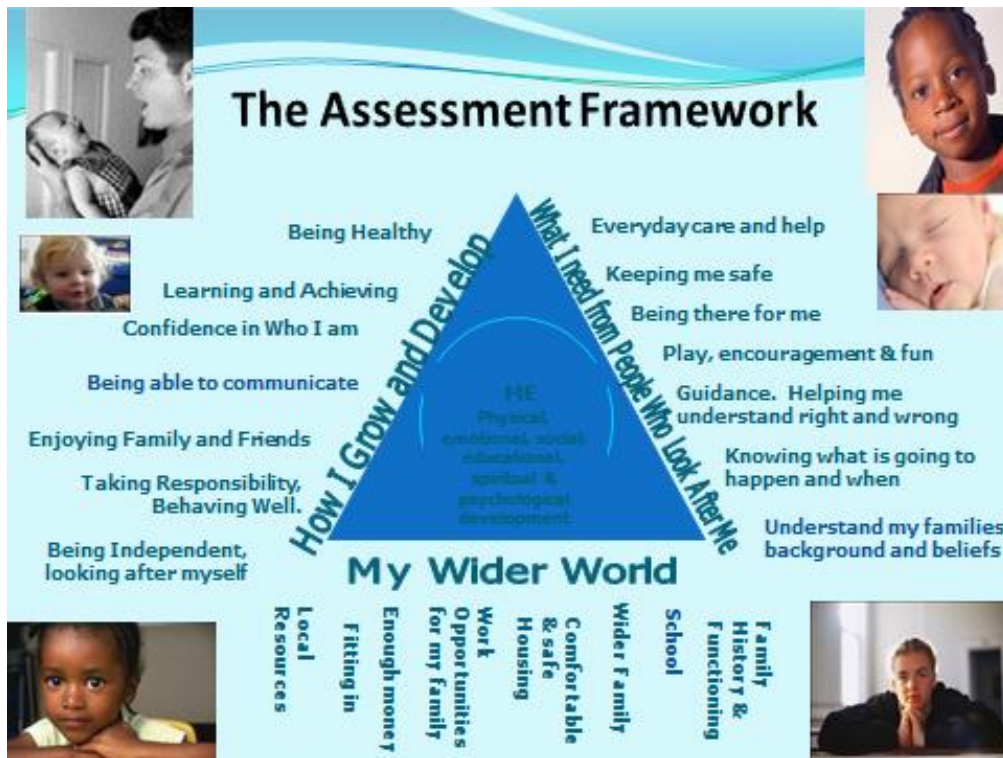 The Assessment Framework
Being Healthy
Learning and Achieving
Confidence in Who I am
Being able to communicate
Enjoying Family and Friends
Taking Responsibility,
Behaving Well.
Being Independent,
looking after myself
How I Grow and Develop
ME
Physical,
emotional, social,
educational,
spiritual &
psychological
development
What I need from People Who Look After Me
Everyday care and help
Keeping me safe
Being there for me
Play, encouragement & fun
Guidance. Helping me
understand right and wrong
Knowing what is going to
happen and when
Understand my families
background and beliefs
My Wider World
Local
Resources
Fitting in
Enough money
Work
Opportunities
for my family
Comfortable
& safe
Housing
Wider Family
School
Family
History &
Functioning